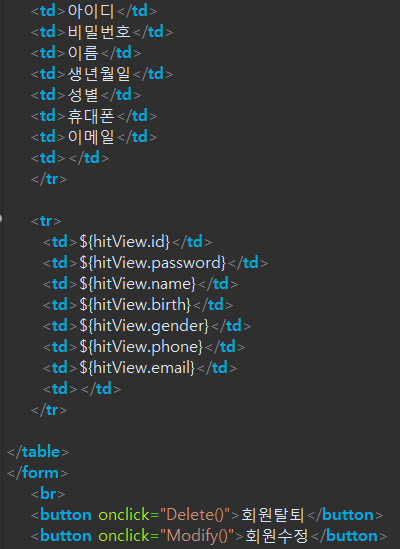 <td>아이디</td>
<td>비밀번호</td>
<td>이름</td>
<td>생년월일</td>
<td>성별</td>
<td>휴대폰</td>
<td>이메일</td>
<td></td>
</tr>
<tr>
<td>${hitView.id}</td>
<td>${hitView.password}</td>
<td>${hitView.name}</td>
<td>${hitView.birth}</td>
<td>${hitView.gender}</td>
<td>${hitView.phone}</td>
<td>${hitView.email}</td>
<td></td>
</tr>
</table>
</form>
<br>
<button onclick="Delete()">회원탈퇴</button>
<button onclick="Modify()">회원수정</button>